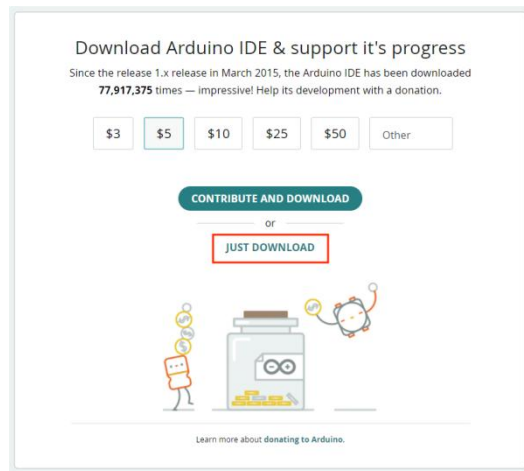 Download Arduino IDE & support it's progress
Since the release 1.x release in March 2015, the Arduino IDE has been downloaded
77,917,375 times — impressive! Help its development with a donation.
$3 $5 $10 $25 $50 Other
CONTRIBUTE AND DOWNLOAD
or
JUST DOWNLOAD
Learn more about donating to Arduino.